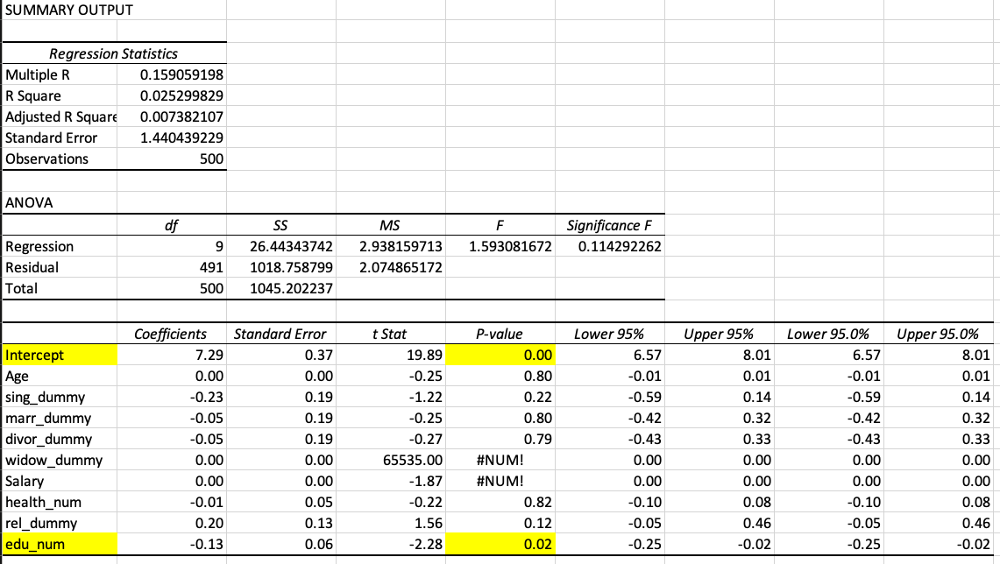 SUMMARY OUTPUT
Regression Statistics
Multiple R 0.159059198
R Square 0.025299829
Adjusted R Square 0.007382107
Standard Error 1.440439229
Observations 500
ANOVA
df SS MS F Significance F
Regression 9 26.44343742 2.938159713 1.593081672 0.114292262
Residual 491 1018.758799 2.074865172
Total 500 1045.202237
Coefficients Standard Error t Stat P-value Lower 95% Upper 95% Lower 95.0% Upper 95.0%
Intercept 7.29 0.37 19.89 0.00 6.57 8.01 6.57 8.01
Age 0.00 0.00 -0.25 0.80 -0.01 0.01 -0.01 0.01
sing_dummy -0.23 0.19 -1.22 0.22 -0.59 0.14 -0.59 0.14
marr_dummy -0.05 0.19 -0.25 0.80 -0.42 0.32 -0.42 0.32
divor_dummy -0.05 0.19 -0.27 0.79 -0.43 0.33 -0.43 0.33
widow_dummy 0.00 0.00 65535.00 #NUM! 0.00 0.00 0.00 0.00
Salary 0.00 0.00 -1.87 #NUM! 0.00 0.00 0.00 0.00
health_num -0.01 0.05 -0.22 0.82 -0.10 0.08 -0.10 0.08
rel_dummy 0.20 0.13 1.56 0.12 -0.05 0.46 -0.05 0.46
edu_num -0.13 0.06 -2.28 0.02 -0.25 -0.02 -0.25 -0.02